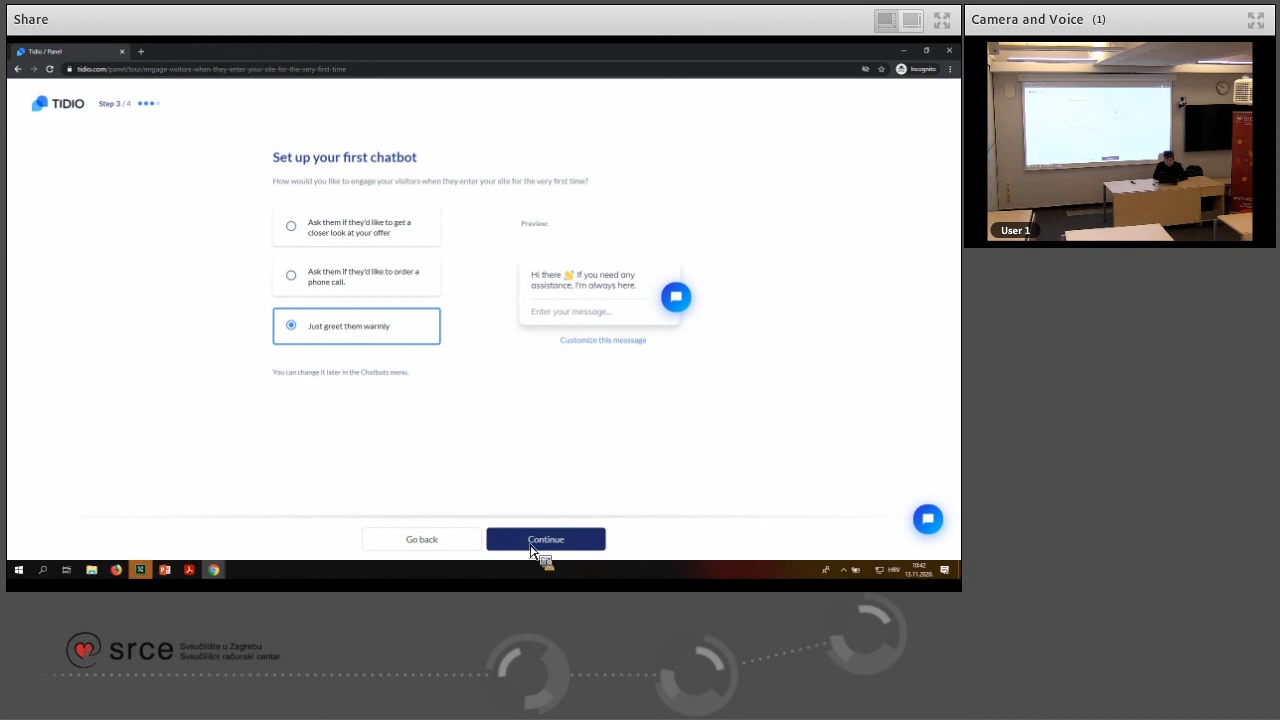 Share
Camera and Voice (1)
Tidio / Panel
tidio.com/panel/tour/engage-visitors-when-they-enter-your-site-for-the-very-first-time
Incognito
TIDIO
Step 3 / 4
Set up your first chatbot
How would you like to engage your visitors when they enter your site for the very first time?
Ask them if they'd like to get a
closer look at your offer
Ask them if they'd like to order a
phone call.
Just greet them warmly
You can change it later in the Chatbots menu.
Preview:
Hi there 👋 If you need any
assistance, I'm always here.
Enter your message...
Customize this messsage
Go back
Continue
HRV
10:42
13.11.2020.
User 1
srce
Sveučilište u Zagrebu
Sveučilišni računski centar